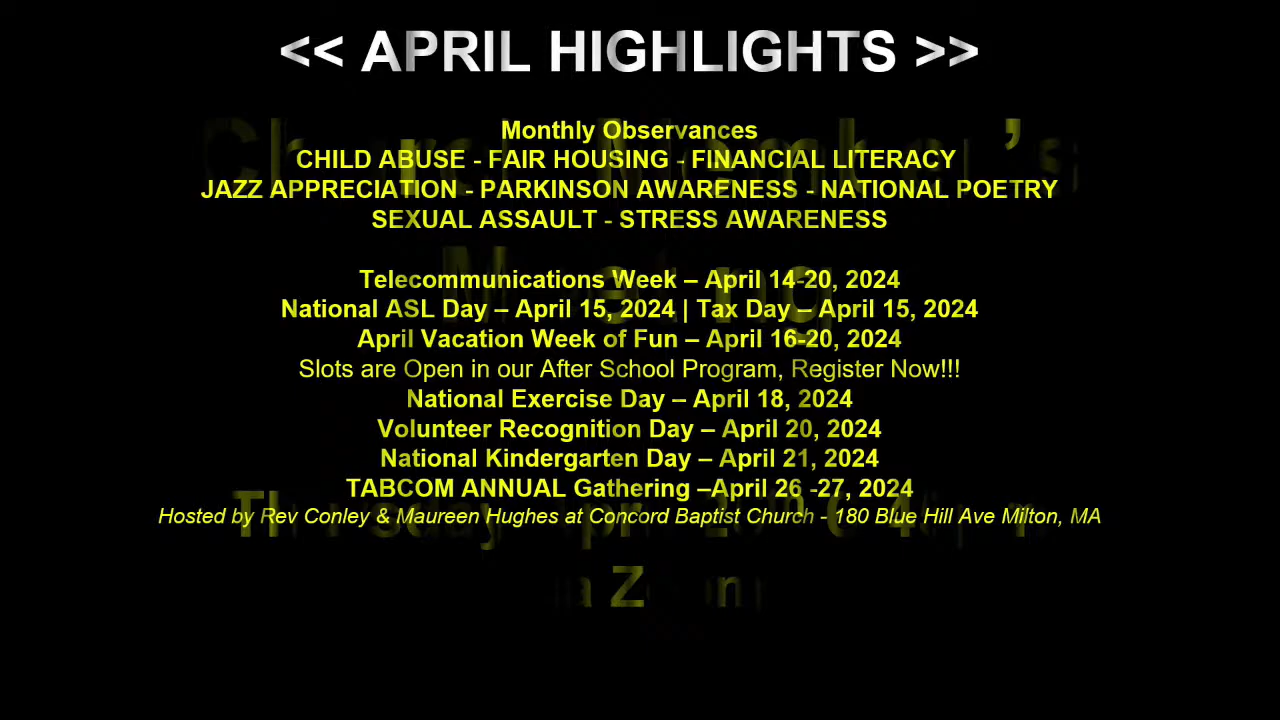 << APRIL HIGHLIGHTS >>
Monthly Observances
CHILD ABUSE - FAIR HOUSING - FINANCIAL LITERACY
JAZZ APPRECIATION - PARKINSON AWARENESS - NATIONAL POETRY
SEXUAL ASSAULT - STRESS AWARENESS
Telecommunications Week – April 14-20, 2024
National ASL Day – April 15, 2024 | Tax Day – April 15, 2024
April Vacation Week of Fun – April 16-20, 2024
Slots are Open in our After School Program, Register Now!!!
National Exercise Day – April 18, 2024
Volunteer Recognition Day – April 20, 2024
National Kindergarten Day – April 21, 2024
TABCOM ANNUAL Gathering –April 26 -27, 2024
Hosted by Rev Conley & Maureen Hughes at Concord Baptist Church - 180 Blue Hill Ave Milton, MA